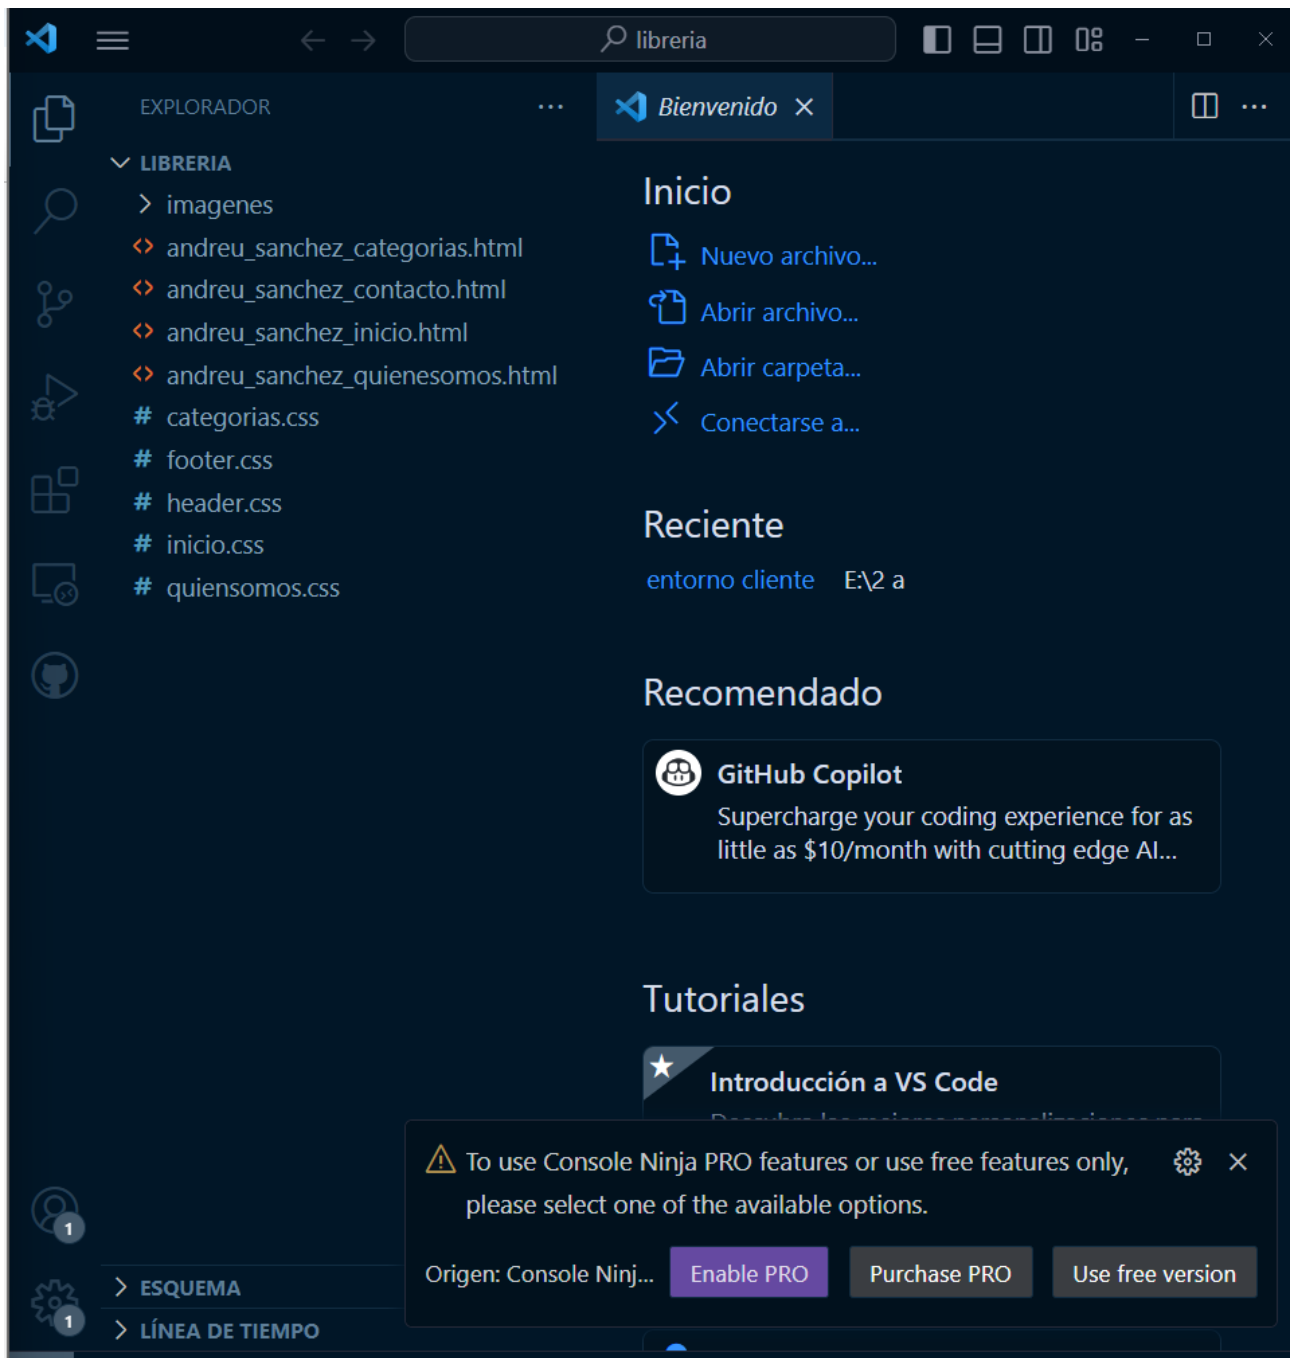 libreria
EXPLORADOR
Bienvenido
LIBRERIA
imagenes
andreu_sanchez_categorias.html
andreu_sanchez_contacto.html
andreu_sanchez_inicio.html
andreu_sanchez_quienesomos.html
categorias.css
footer.css
header.css
inicio.css
quiensomos.css
Inicio
Nuevo archivo...
Abrir archivo...
Abrir carpeta...
Conectarse a...
Reciente
entorno cliente E:\2 a
Recomendado
GitHub Copilot
Supercharge your coding experience for as
little as $10/month with cutting edge AI...
Tutoriales
Introducción a VS Code
To use Console Ninja PRO features or use free features only,
please select one of the available options.
Origen: Console Ninj...
Enable PRO
Purchase PRO
Use free version
1
1
ESQUEMA
LÍNEA DE TIEMPO